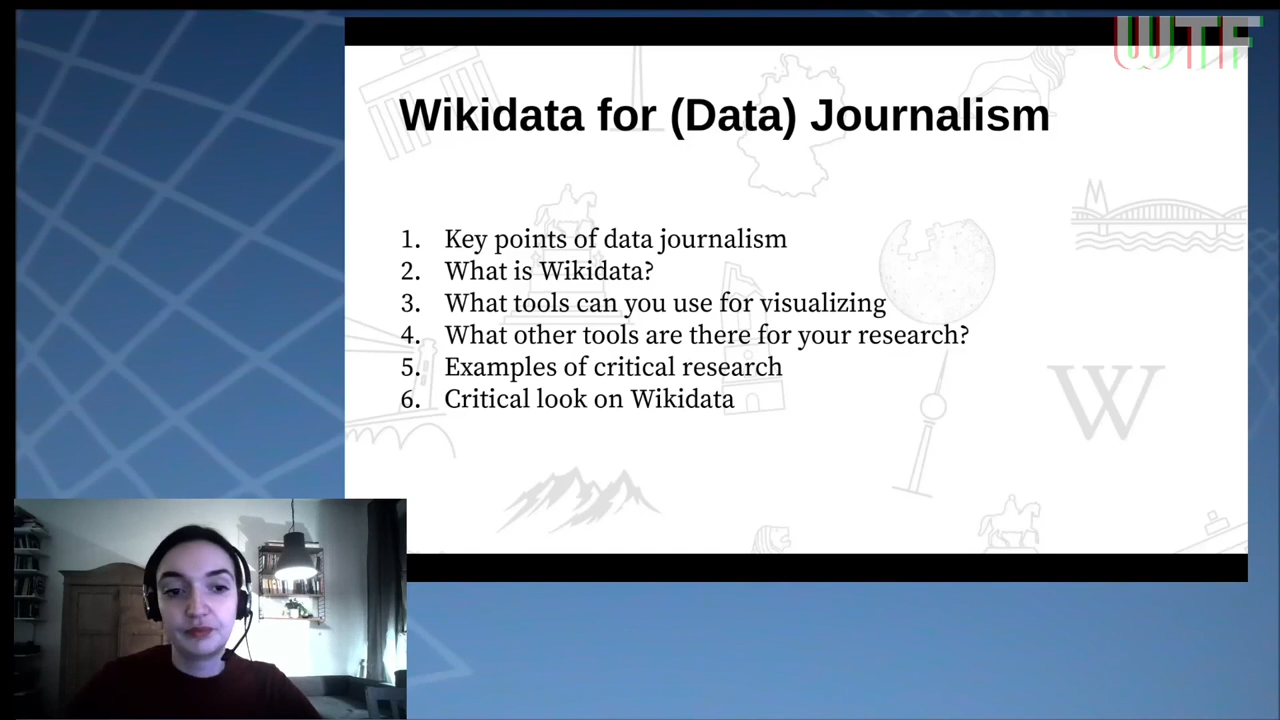 WTF
Wikidata for (Data) Journalism
1. Key points of data journalism
2. What is Wikidata?
3. What tools can you use for visualizing
4. What other tools are there for your research?
5. Examples of critical research
6. Critical look on Wikidata
W